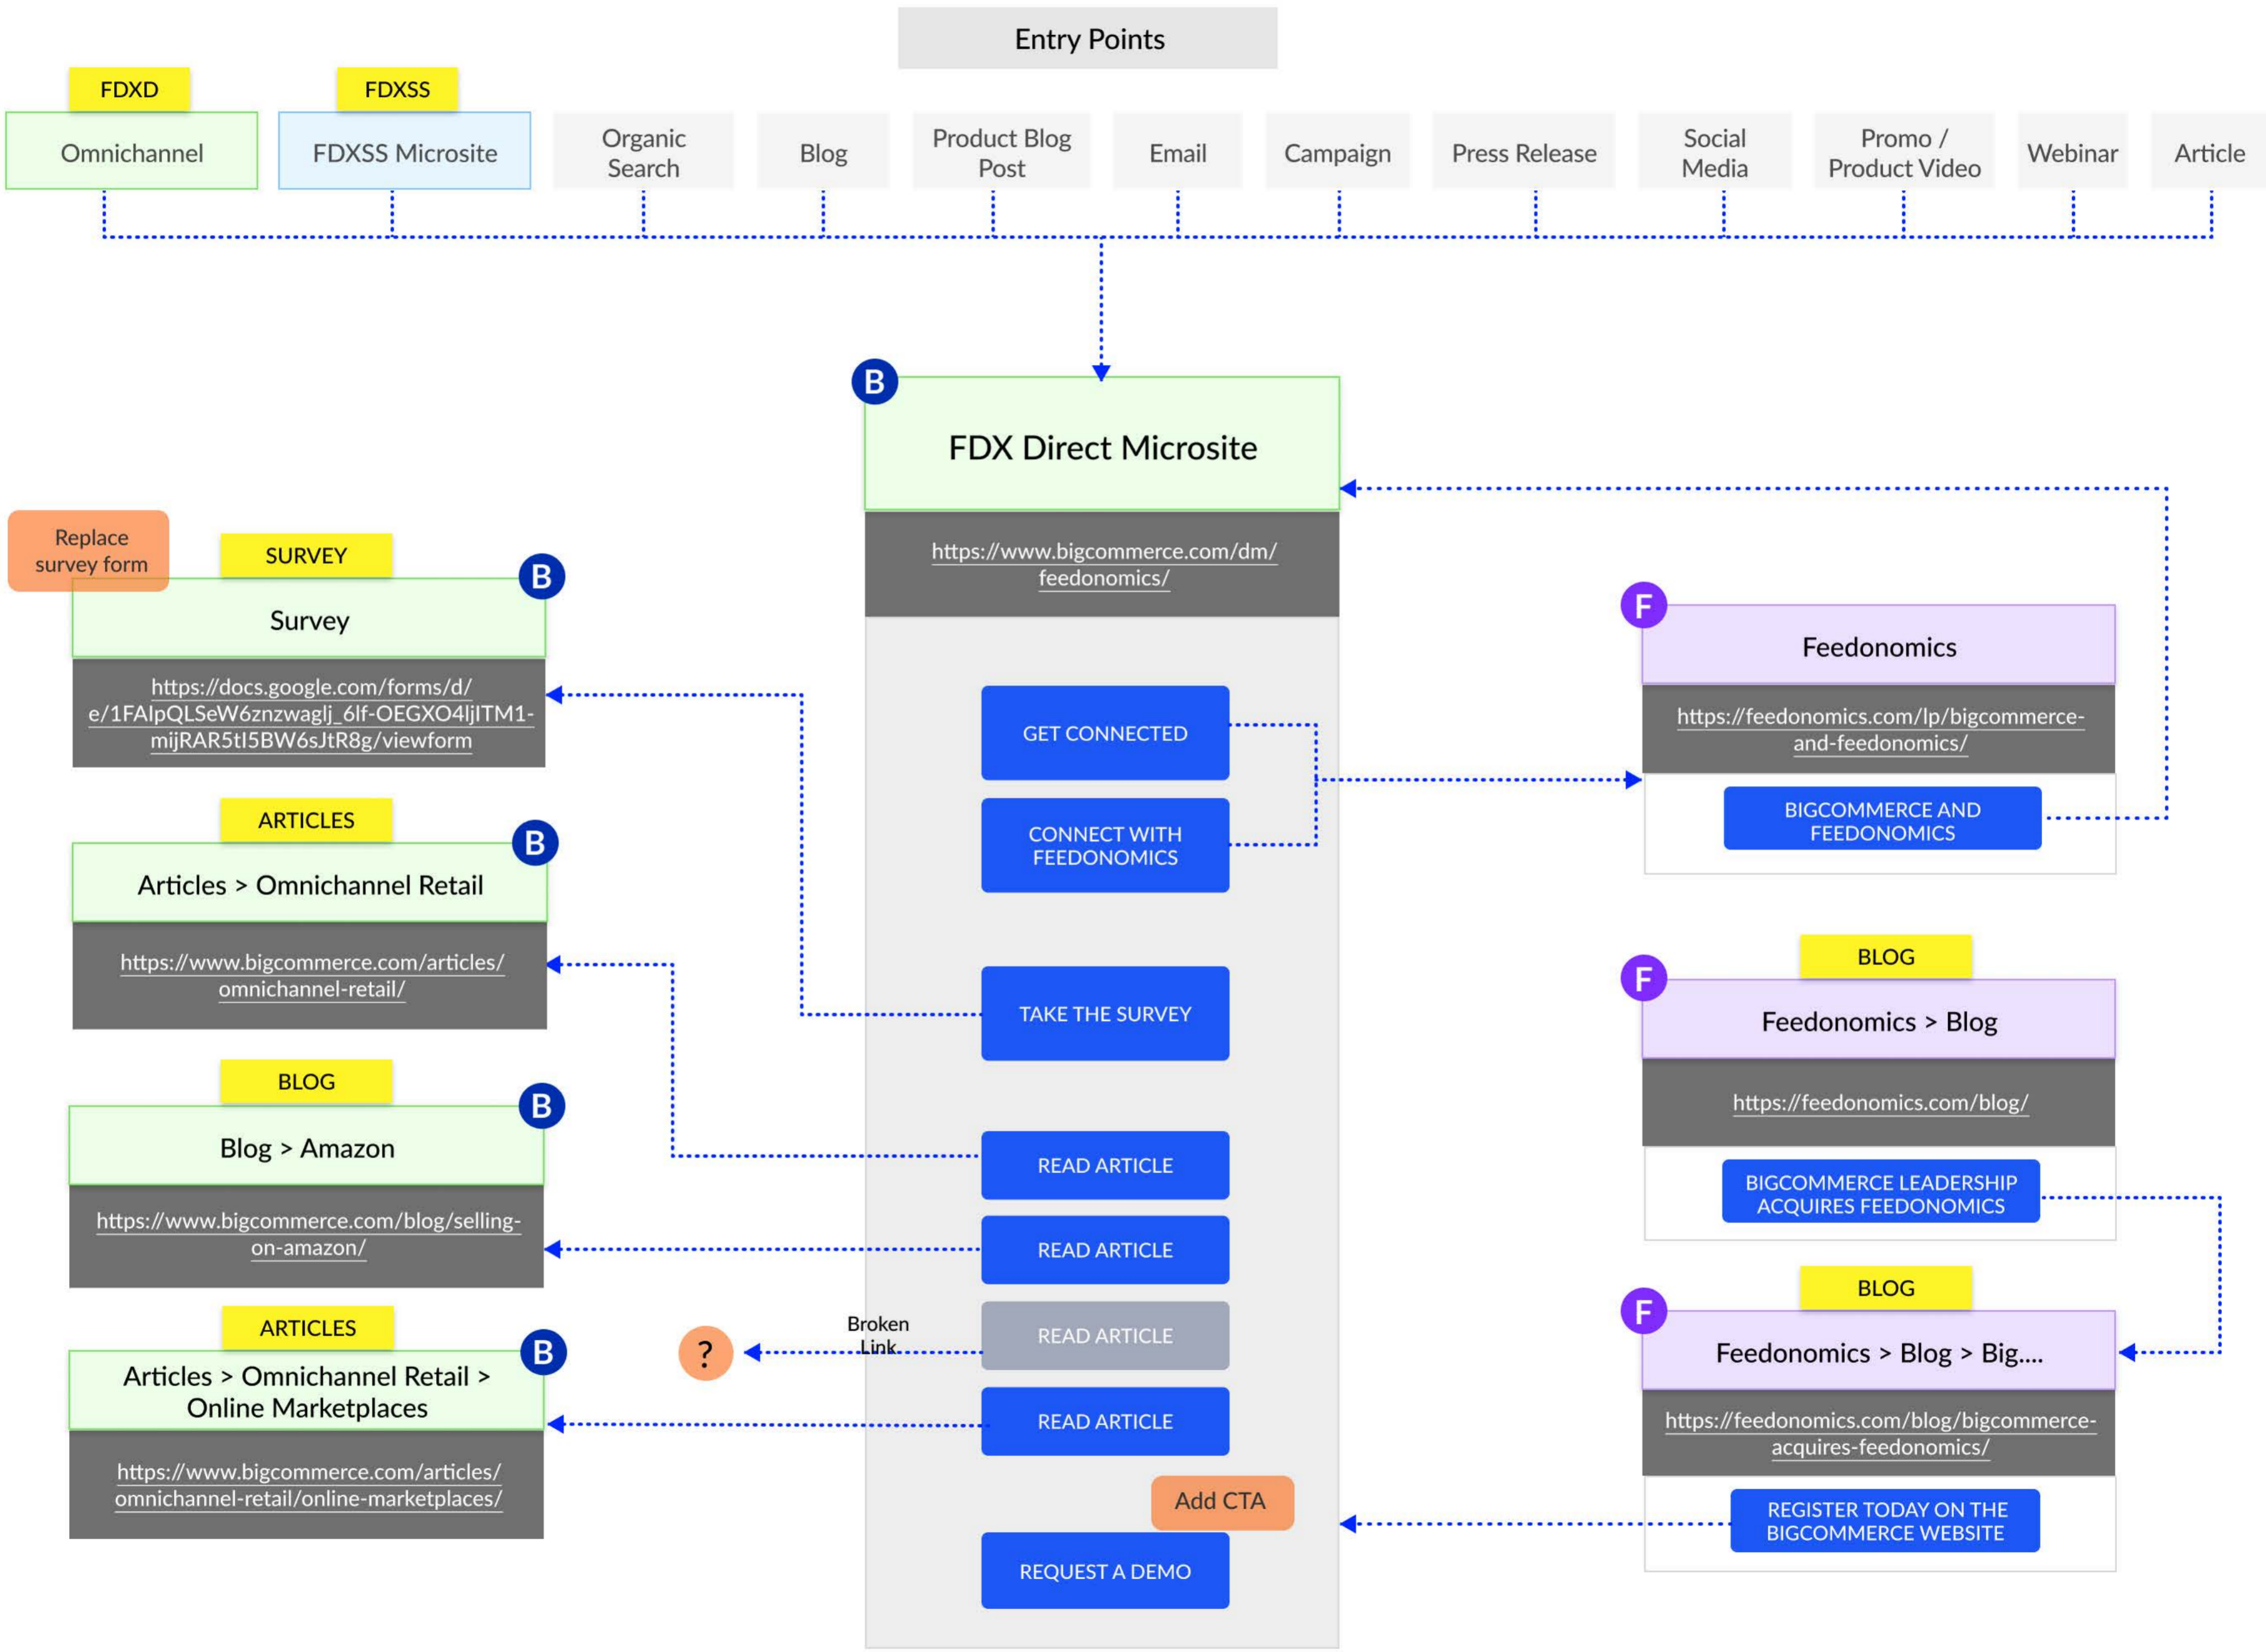 Entry Points
FDXD
FDXSS
Omnichannel
FDXSS Microsite
Organic
Search
Blog
Product Blog
Post
Email
Campaign
Press Release
Social
Media
Promo /
Product Video
Webinar
Article
B
FDX Direct Microsite
https://www.bigcommerce.com/dm/
feedonomics/
GET CONNECTED
CONNECT WITH
FEEDONOMICS
TAKE THE SURVEY
READ ARTICLE
READ ARTICLE
Broken
Link
?
READ ARTICLE
READ ARTICLE
Add CTA
REQUEST A DEMO
Replace
survey form
SURVEY
B
Survey
https://docs.google.com/forms/d/
e/1FAIpQLSeW6znzwaglj_6lf-OEGXO4ljITM1-
mijRAR5tI5BW6sJtR8g/viewform
ARTICLES
B
Articles > Omnichannel Retail
https://www.bigcommerce.com/articles/
omnichannel-retail/
BLOG
B
Blog > Amazon
https://www.bigcommerce.com/blog/selling-
on-amazon/
ARTICLES
B
Articles > Omnichannel Retail >
Online Marketplaces
https://www.bigcommerce.com/articles/
omnichannel-retail/online-marketplaces/
F
Feedonomics
https://feedonomics.com/lp/bigcommerce-
and-feedonomics/
BIGCOMMERCE AND
FEEDONOMICS
BLOG
F
Feedonomics > Blog
https://feedonomics.com/blog/
BIGCOMMERCE LEADERSHIP
ACQUIRES FEEDONOMICS
BLOG
F
Feedonomics > Blog > Big....
https://feedonomics.com/blog/bigcommerce-
acquires-feedonomics/
REGISTER TODAY ON THE
BIGCOMMERCE WEBSITE